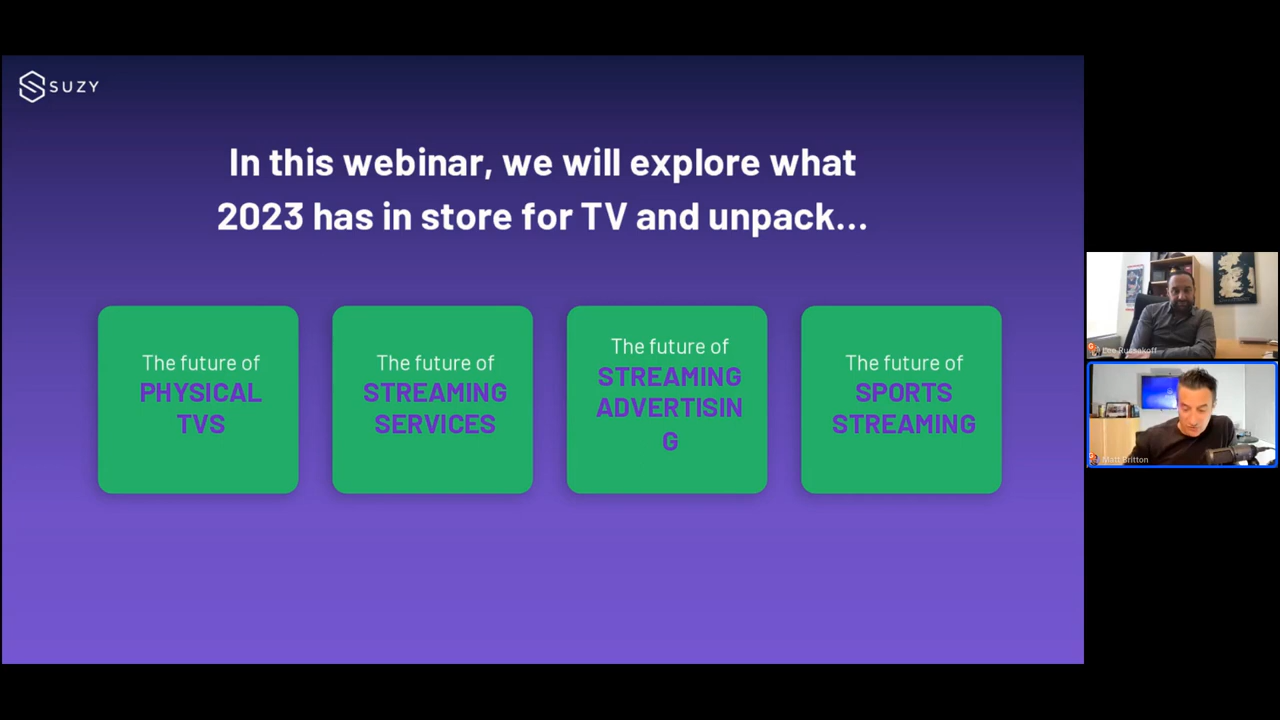 SUZY
In this webinar, we will explore what
2023 has in store for TV and unpack...
The future of
PHYSICAL
TVS
The future of
STREAMING
SERVICES
The future of
STREAMING
ADVERTISIN
G
The future of
SPORTS
STREAMING
Lee Russakoff
Matt Britton